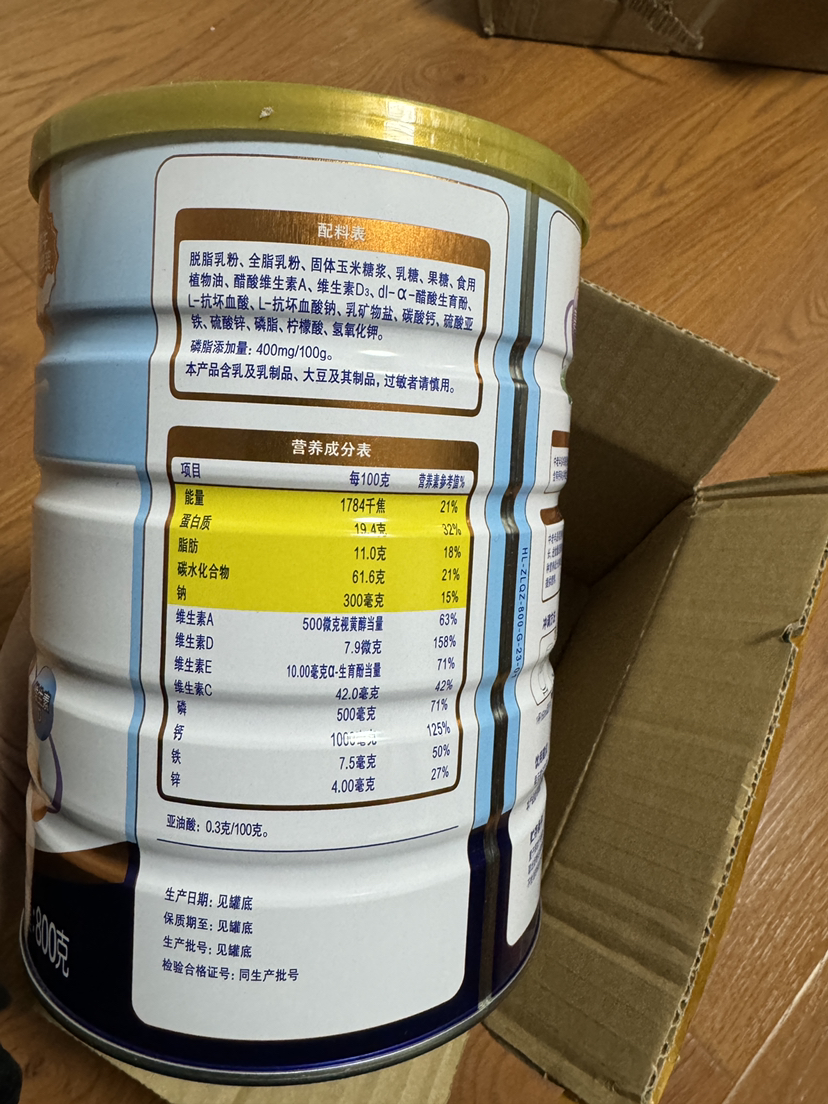 配料表
脱脂乳粉、全脂乳粉、固体玉米糖浆、乳糖、果糖、食用
植物油、醋酸维生素A、维生素D₃、dl-α-醋酸生育酚、
L-抗坏血酸、L-抗坏血酸钠、乳矿物盐、碳酸钙、硫酸亚
铁、硫酸锌、磷脂、柠檬酸、氢氧化钾。
磷脂添加量：400mg/100g。
本产品含乳及乳制品、大豆及其制品，过敏者请慎用。
营养成分表
项目 每100克 营养素参考值%
能量 1784千焦 21%
蛋白质 19.4克 32%
脂肪 11.0克 18%
碳水化合物 61.6克 21%
钠 300毫克 15%
维生素A 500微克视黄醇当量 63%
维生素D 7.9微克 158%
维生素E 10.00毫克α-生育酚当量 71%
维生素C 42.0毫克 42%
磷 500毫克 71%
钙 1000毫克 125%
铁 7.5毫克 50%
锌 4.00毫克 27%
亚油酸：0.3克/100克。
生产日期：见罐底
保质期至：见罐底
生产批号：见罐底
检验合格证号：同生产批号
800克
HL-ZLQZ-800-G-23-01